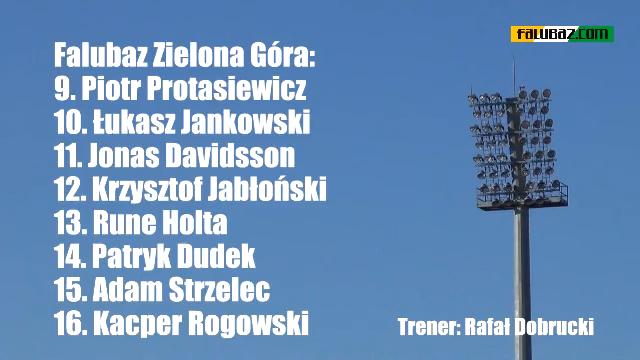 FALUBAZ.COM
Falubaz Zielona Góra:
9. Piotr Protasiewicz
10. Łukasz Jankowski
11. Jonas Davidsson
12. Krzysztof Jabłoński
13. Rune Holta
14. Patryk Dudek
15. Adam Strzelec
16. Kacper Rogowski
Trener: Rafał Dobrucki